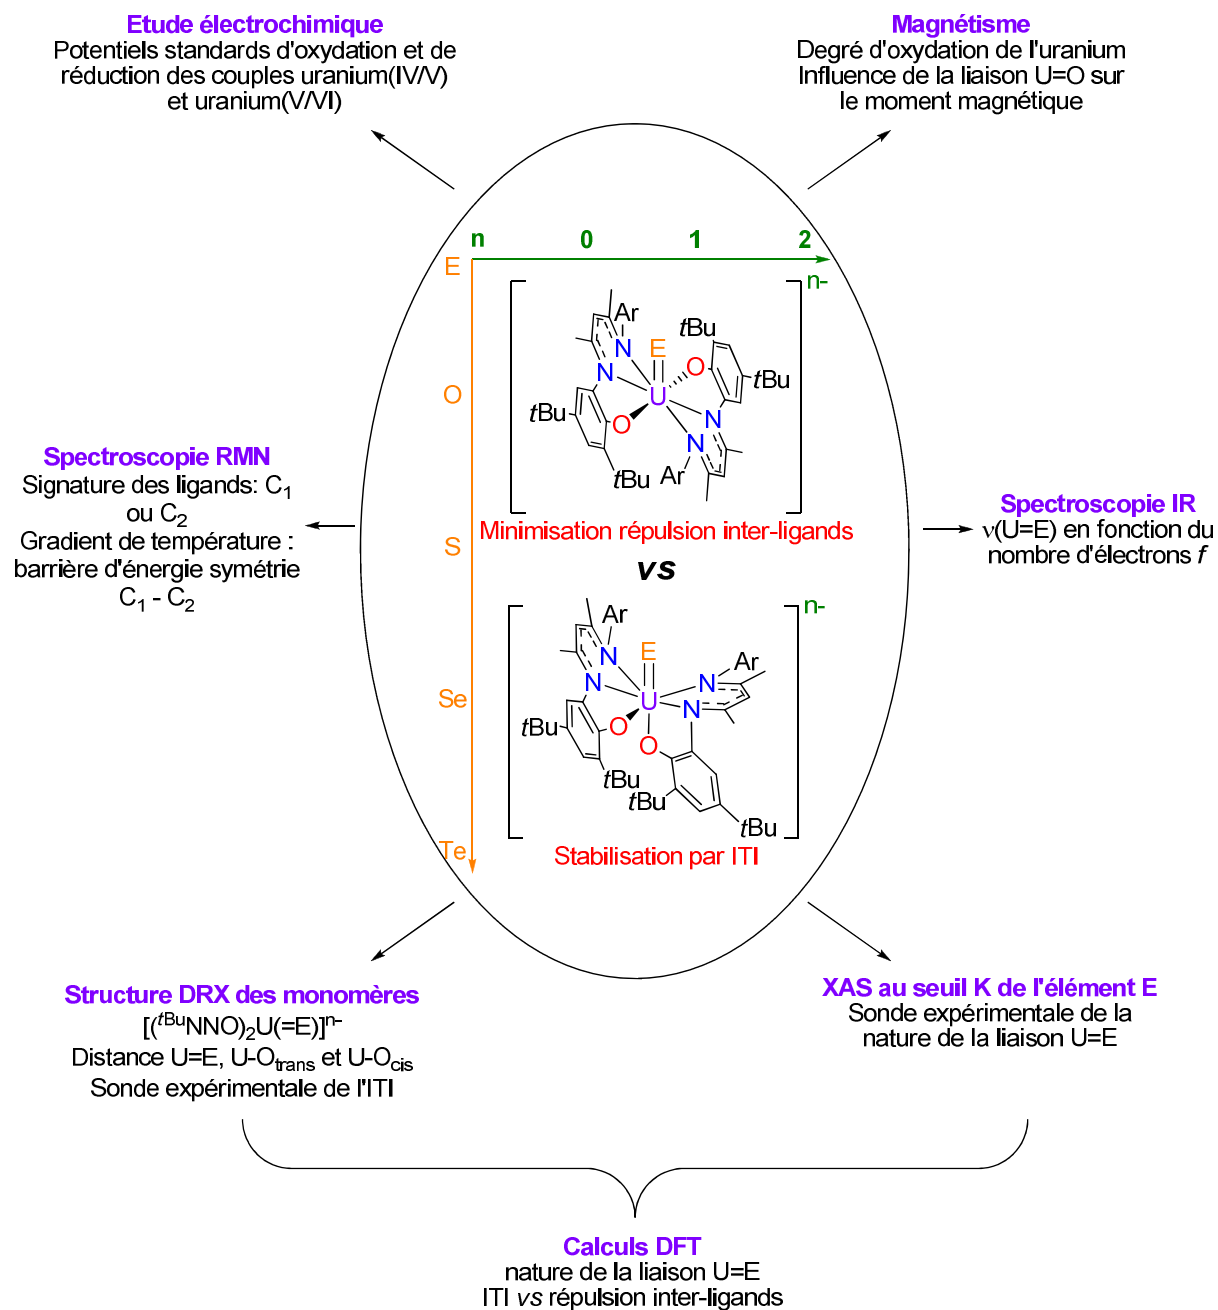 Etude électrochimique
Potentiels standards d'oxydation et de
réduction des couples uranium(IV/V)
et uranium(V/VI)
Magnétisme
Degré d'oxydation de l'uranium
Influence de la liaison U=O sur
le moment magnétique
n 0 1 2
E
O
S
Se
Te
n-
Ar
tBu
E
N
N
O
U
tBu
tBu
O
N
N
tBu
Ar
Minimisation répulsion inter-ligands
vs
n-
Ar
E
N
N
Ar
N
U
N
tBu
O
O
tBu
tBu
tBu
Stabilisation par ITI
Spectroscopie RMN
Signature des ligands: C1
ou C2
Gradient de température :
barrière d'énergie symétrie
C1 - C2
Spectroscopie IR
ν(U=E) en fonction du
nombre d'électrons f
Structure DRX des monomères
[(tBuNNO)2U(=E)]n-
Distance U=E, U-Otrans et U-Ocis
Sonde expérimentale de l'ITI
XAS au seuil K de l'élément E
Sonde expérimentale de la
nature de la liaison U=E
Calculs DFT
nature de la liaison U=E
ITI vs répulsion inter-ligands